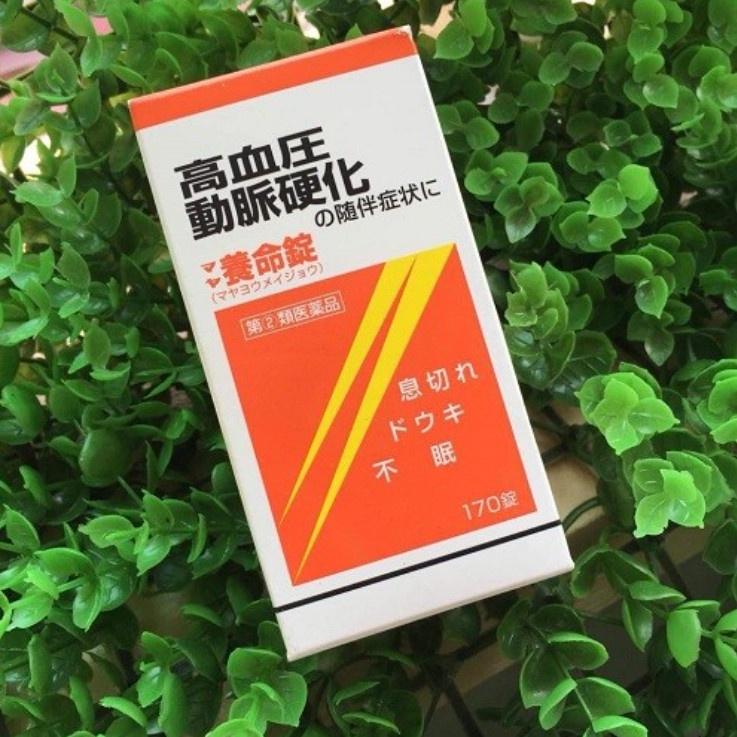 高血圧
動脈硬化の随伴症状に
マヤ養命錠
(マヤヨウメイジョウ)
第②類医薬品
息切れ
ドウキ
不眠
170錠